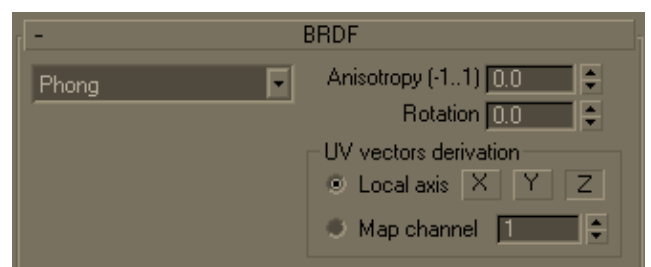 - BRDF
Phong Anisotropy (-1..1) 0.0
Rotation 0.0
UV vectors derivation
Local axis X Y Z
Map channel 1